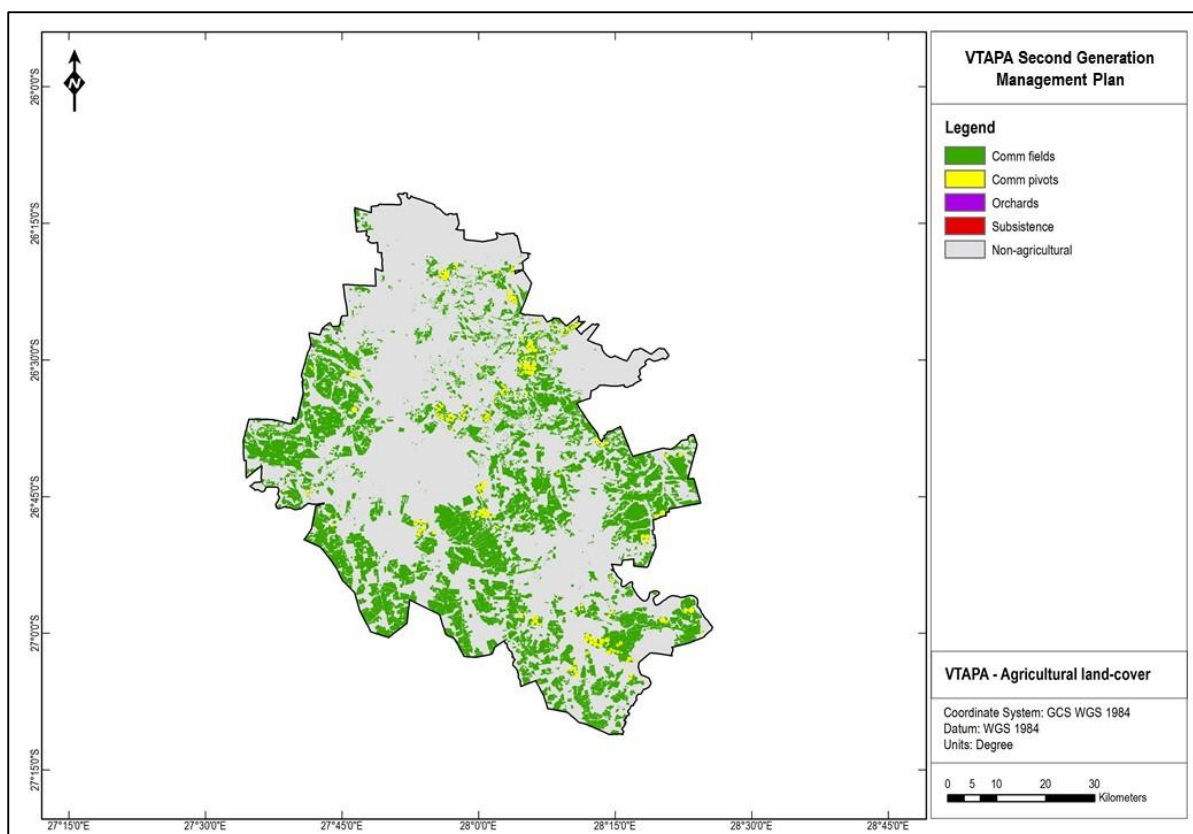 VTAPA Second Generation
Management Plan
Legend
Comm fields
Comm pivots
Orchards
Subsistence
Non-agricultural
VTAPA - Agricultural land-cover
Coordinate System: GCS WGS 1984
Datum: WGS 1984
Units: Degree
0 5 10 20 30
Kilometers
N
26°0'0"S
26°15'0"S
26°30'0"S
26°45'0"S
27°0'0"S
27°15'0"S
27°15'0"E 27°30'0"E 27°45'0"E 28°0'0"E 28°15'0"E 28°30'0"E 28°45'0"E